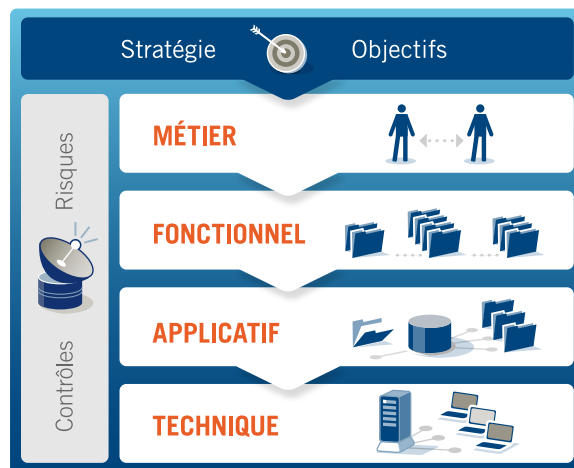 Stratégie
Objectifs
Risques
Contrôles
MÉTIER
FONCTIONNEL
APPLICATIF
TECHNIQUE